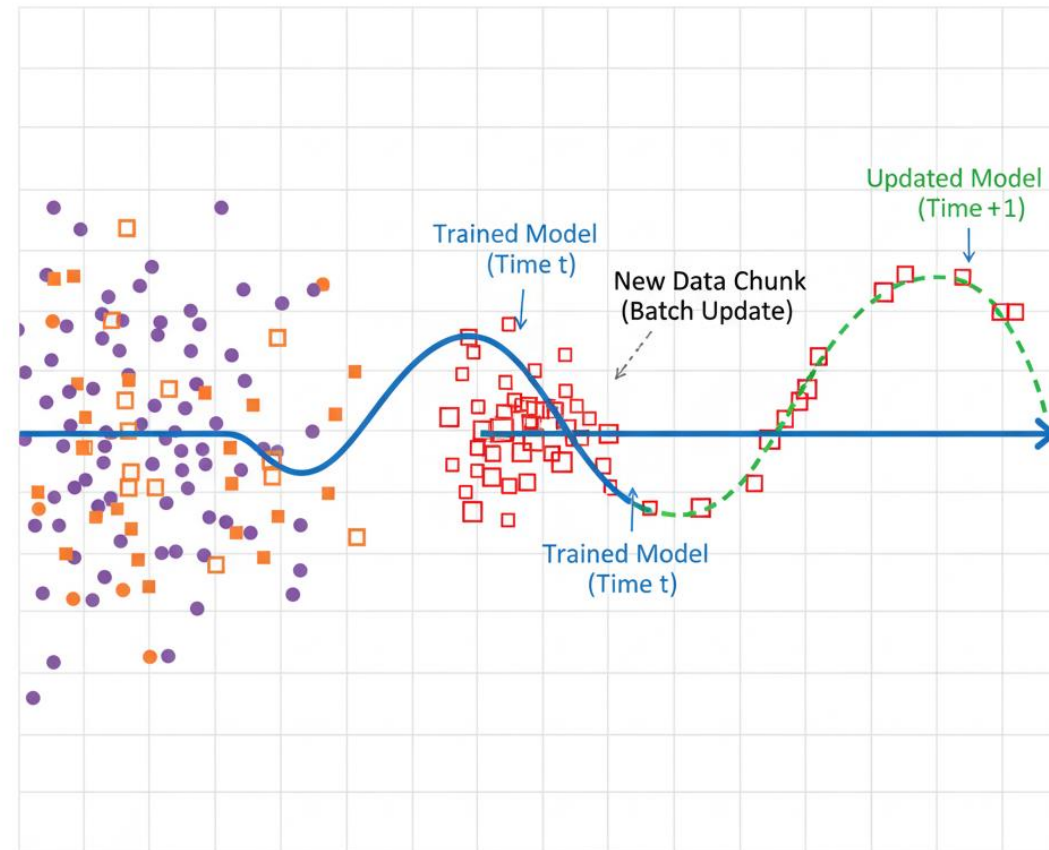 Updated Model
(Time +1)
Trained Model
(Time t)
New Data Chunk
(Batch Update)
Trained Model
(Time t)